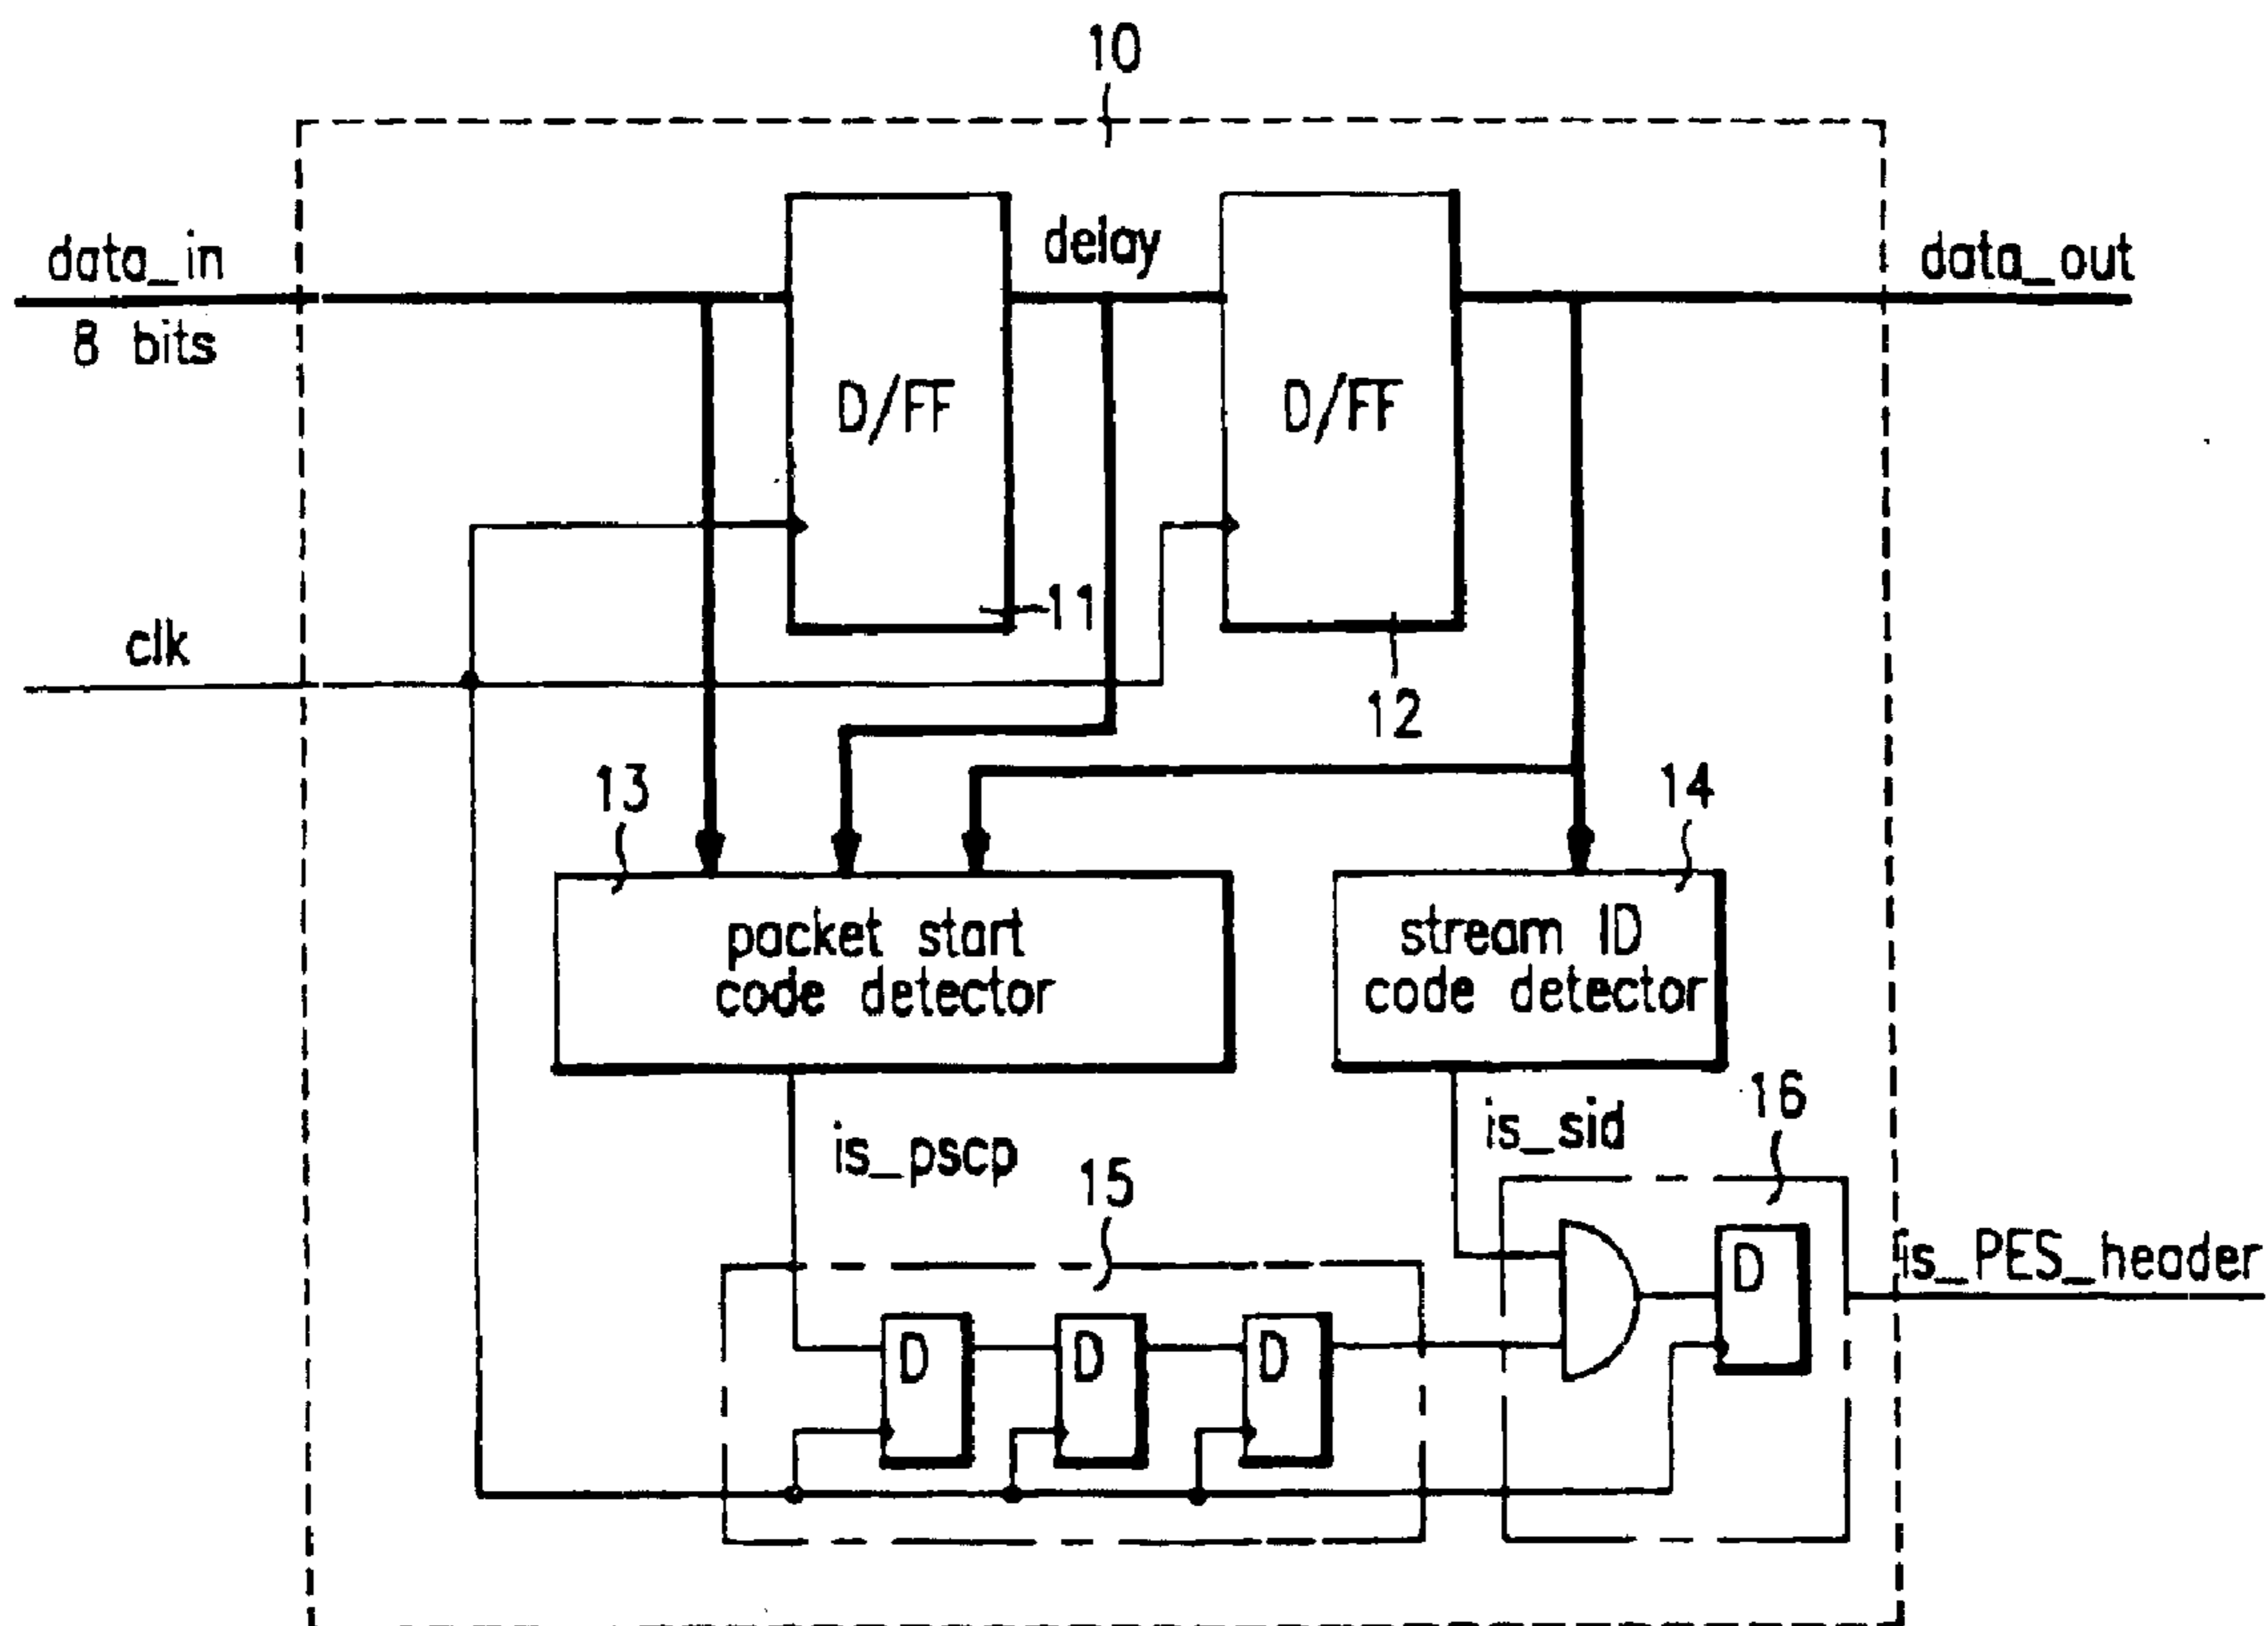 10
data_in
8 bits
delay
data_out
D/FF
D/FF
11
clk
12
13
14
packet start
code detector
stream ID
code detector
is_pscp
is_sid
15
16
D
D
D
D
is_PES_header